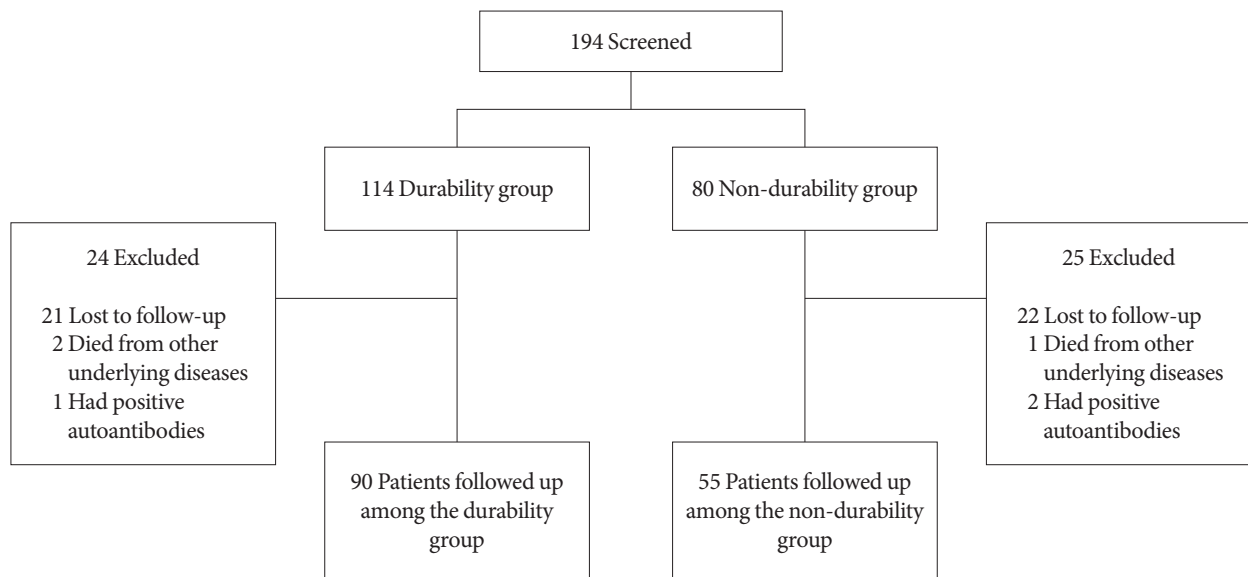 194 Screened
114 Durability group
80 Non-durability group
24 Excluded
21 Lost to follow-up
2 Died from other
underlying diseases
1 Had positive
autoantibodies
25 Excluded
22 Lost to follow-up
1 Died from other
underlying diseases
2 Had positive
autoantibodies
90 Patients followed up
among the durability
group
55 Patients followed up
among the non-durability
group